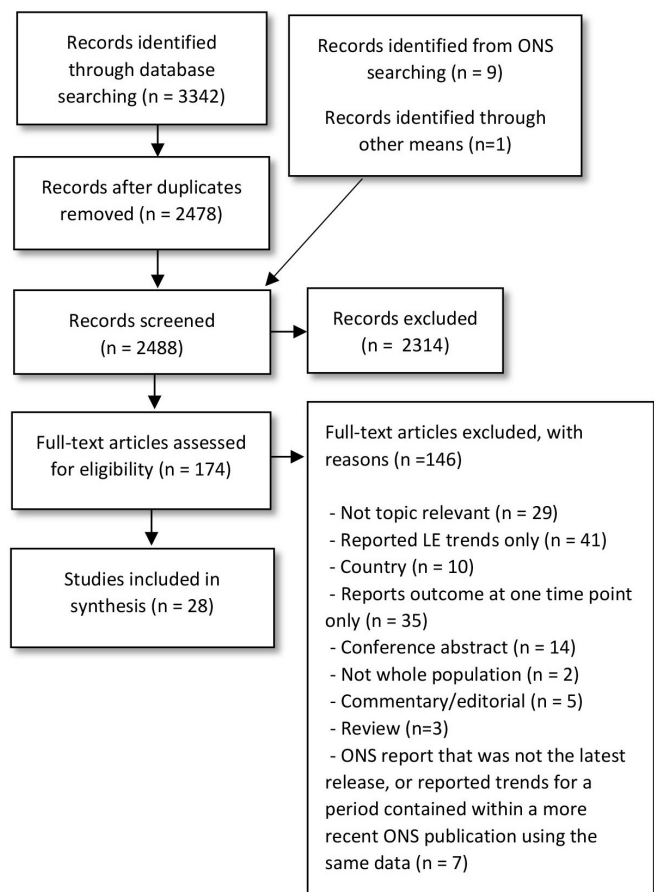 Records identified
through database
searching (n = 3342)
Records identified from ONS
searching (n = 9)
Records identified through
other means (n=1)
Records after duplicates
removed (n = 2478)
Records screened
(n = 2488)
Records excluded
(n = 2314)
Full-text articles assessed
for eligibility (n = 174)
Full-text articles excluded, with
reasons (n =146)
- Not topic relevant (n = 29)
- Reported LE trends only (n = 41)
- Country (n = 10)
- Reports outcome at one time point
only (n = 35)
- Conference abstract (n = 14)
- Not whole population (n = 2)
- Commentary/editorial (n = 5)
- Review (n=3)
- ONS report that was not the latest
release, or reported trends for a
period contained within a more
recent ONS publication using the
same data (n = 7)
Studies included in
synthesis (n = 28)